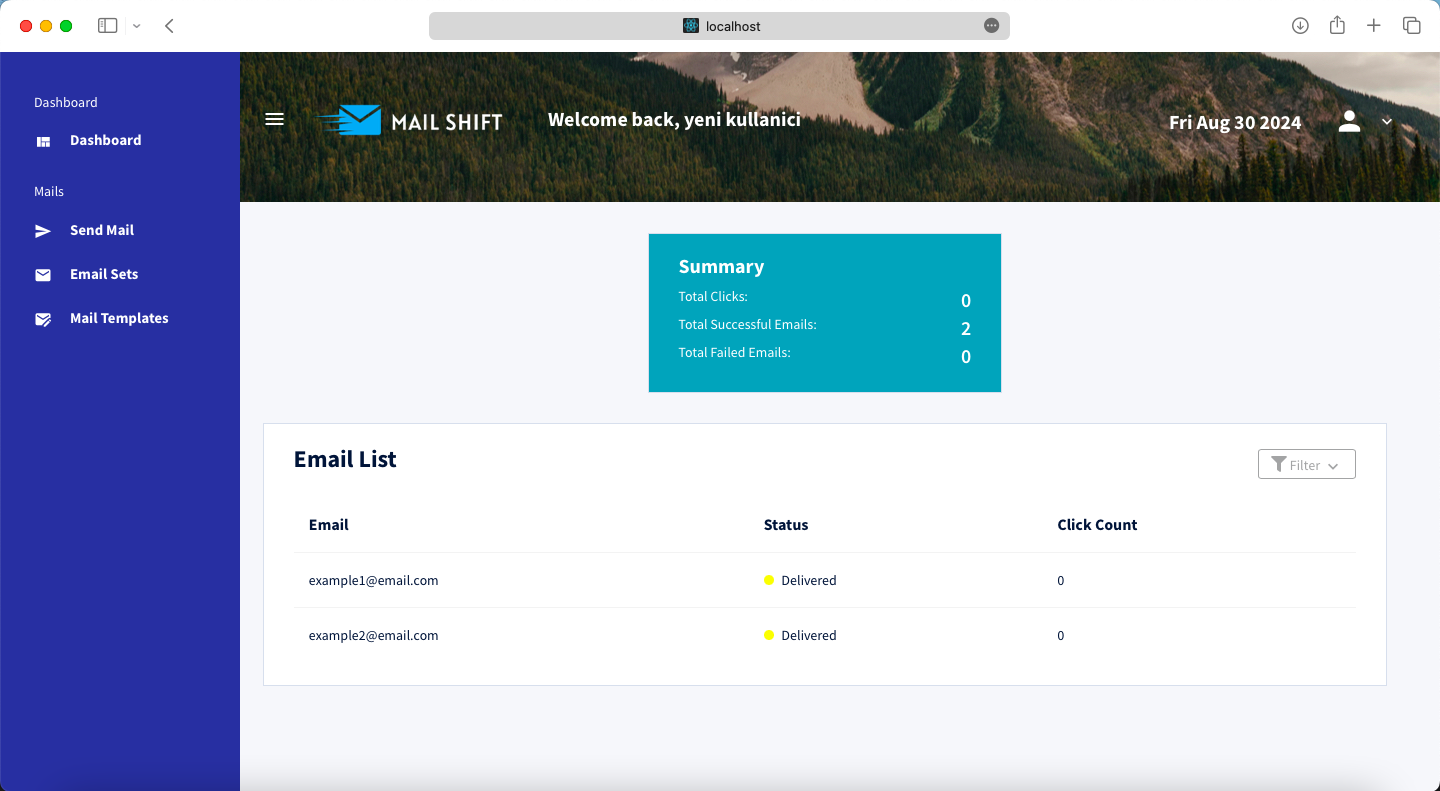 localhost
Dashboard
Dashboard
Mails
Send Mail
Email Sets
Mail Templates
MAIL SHIFT
Welcome back, yeni kullanici
Fri Aug 30 2024
Summary
Total Clicks: 0
Total Successful Emails: 2
Total Failed Emails: 0
Email List
Filter
Email Status Click Count
example1@email.com Delivered 0
example2@email.com Delivered 0